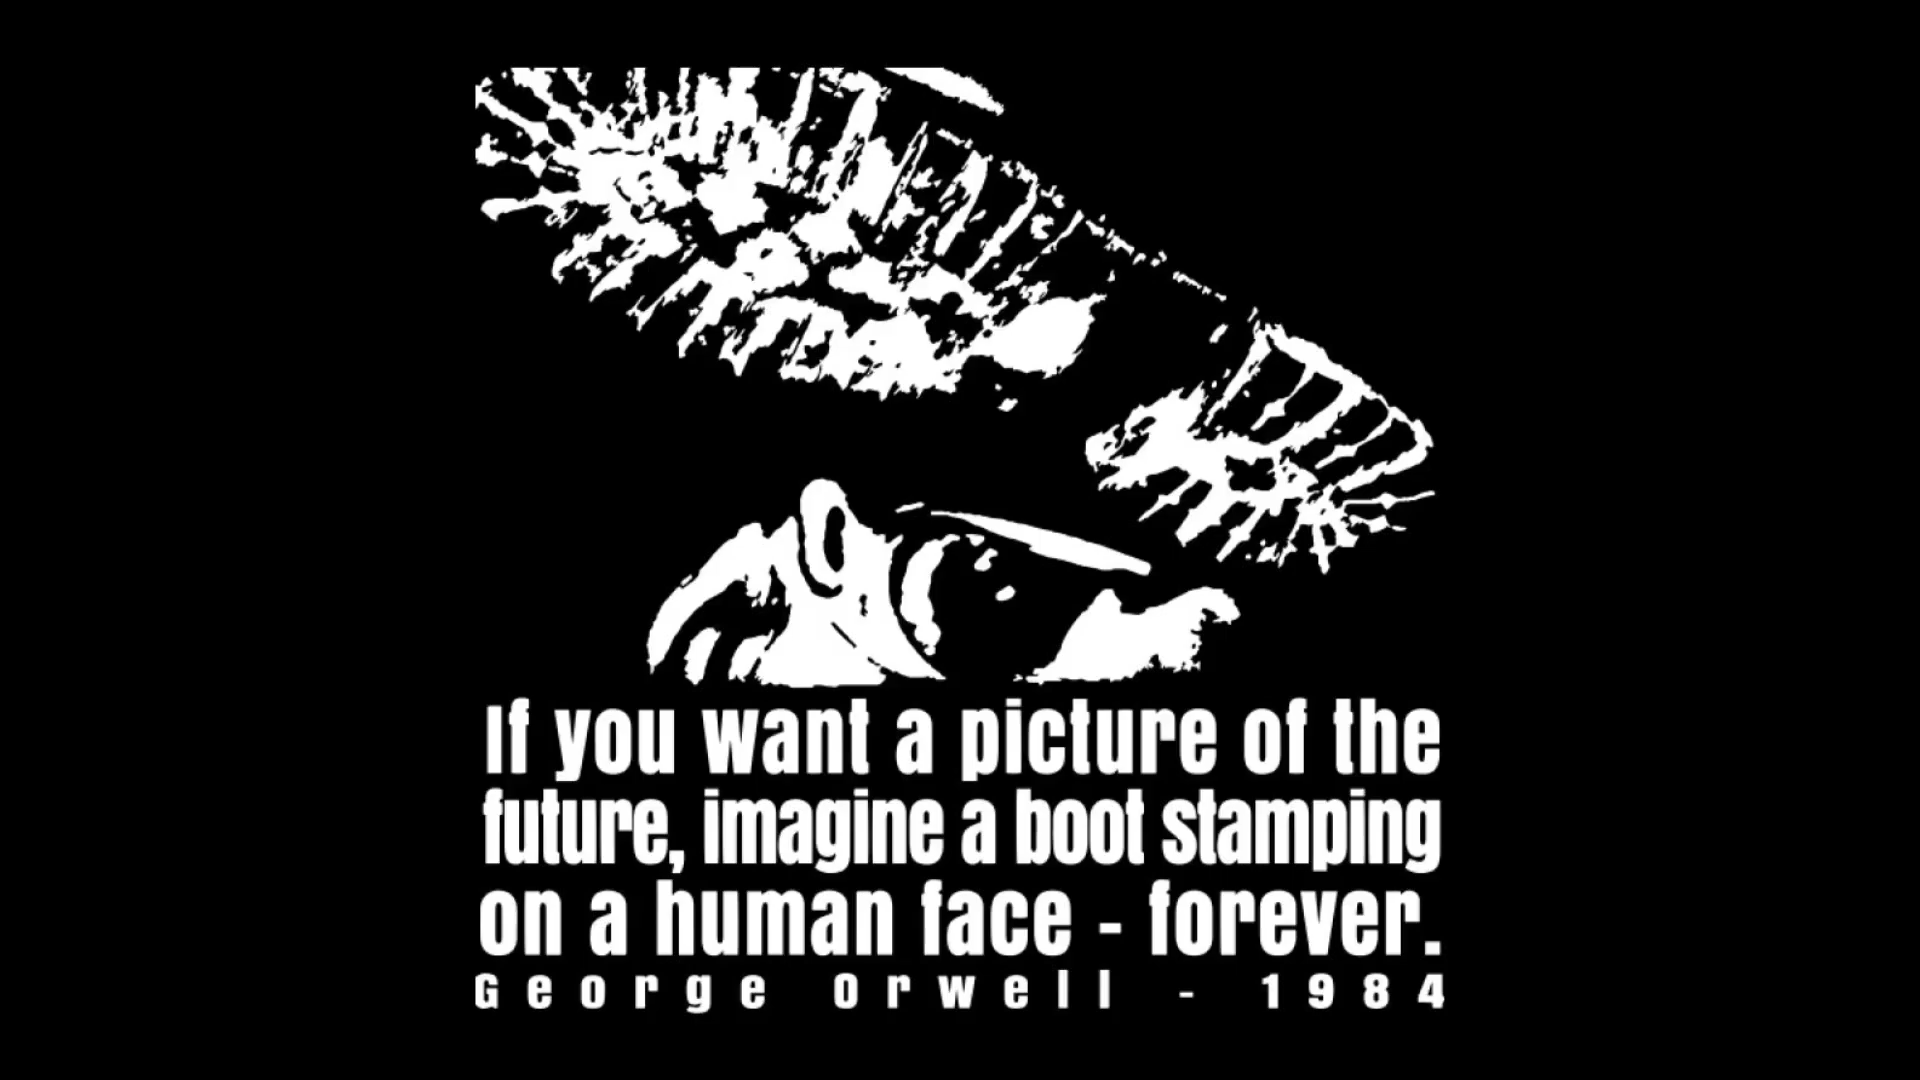 If you want a picture of the
future, imagine a boot stamping
on a human face - forever.
George Orwell - 1984